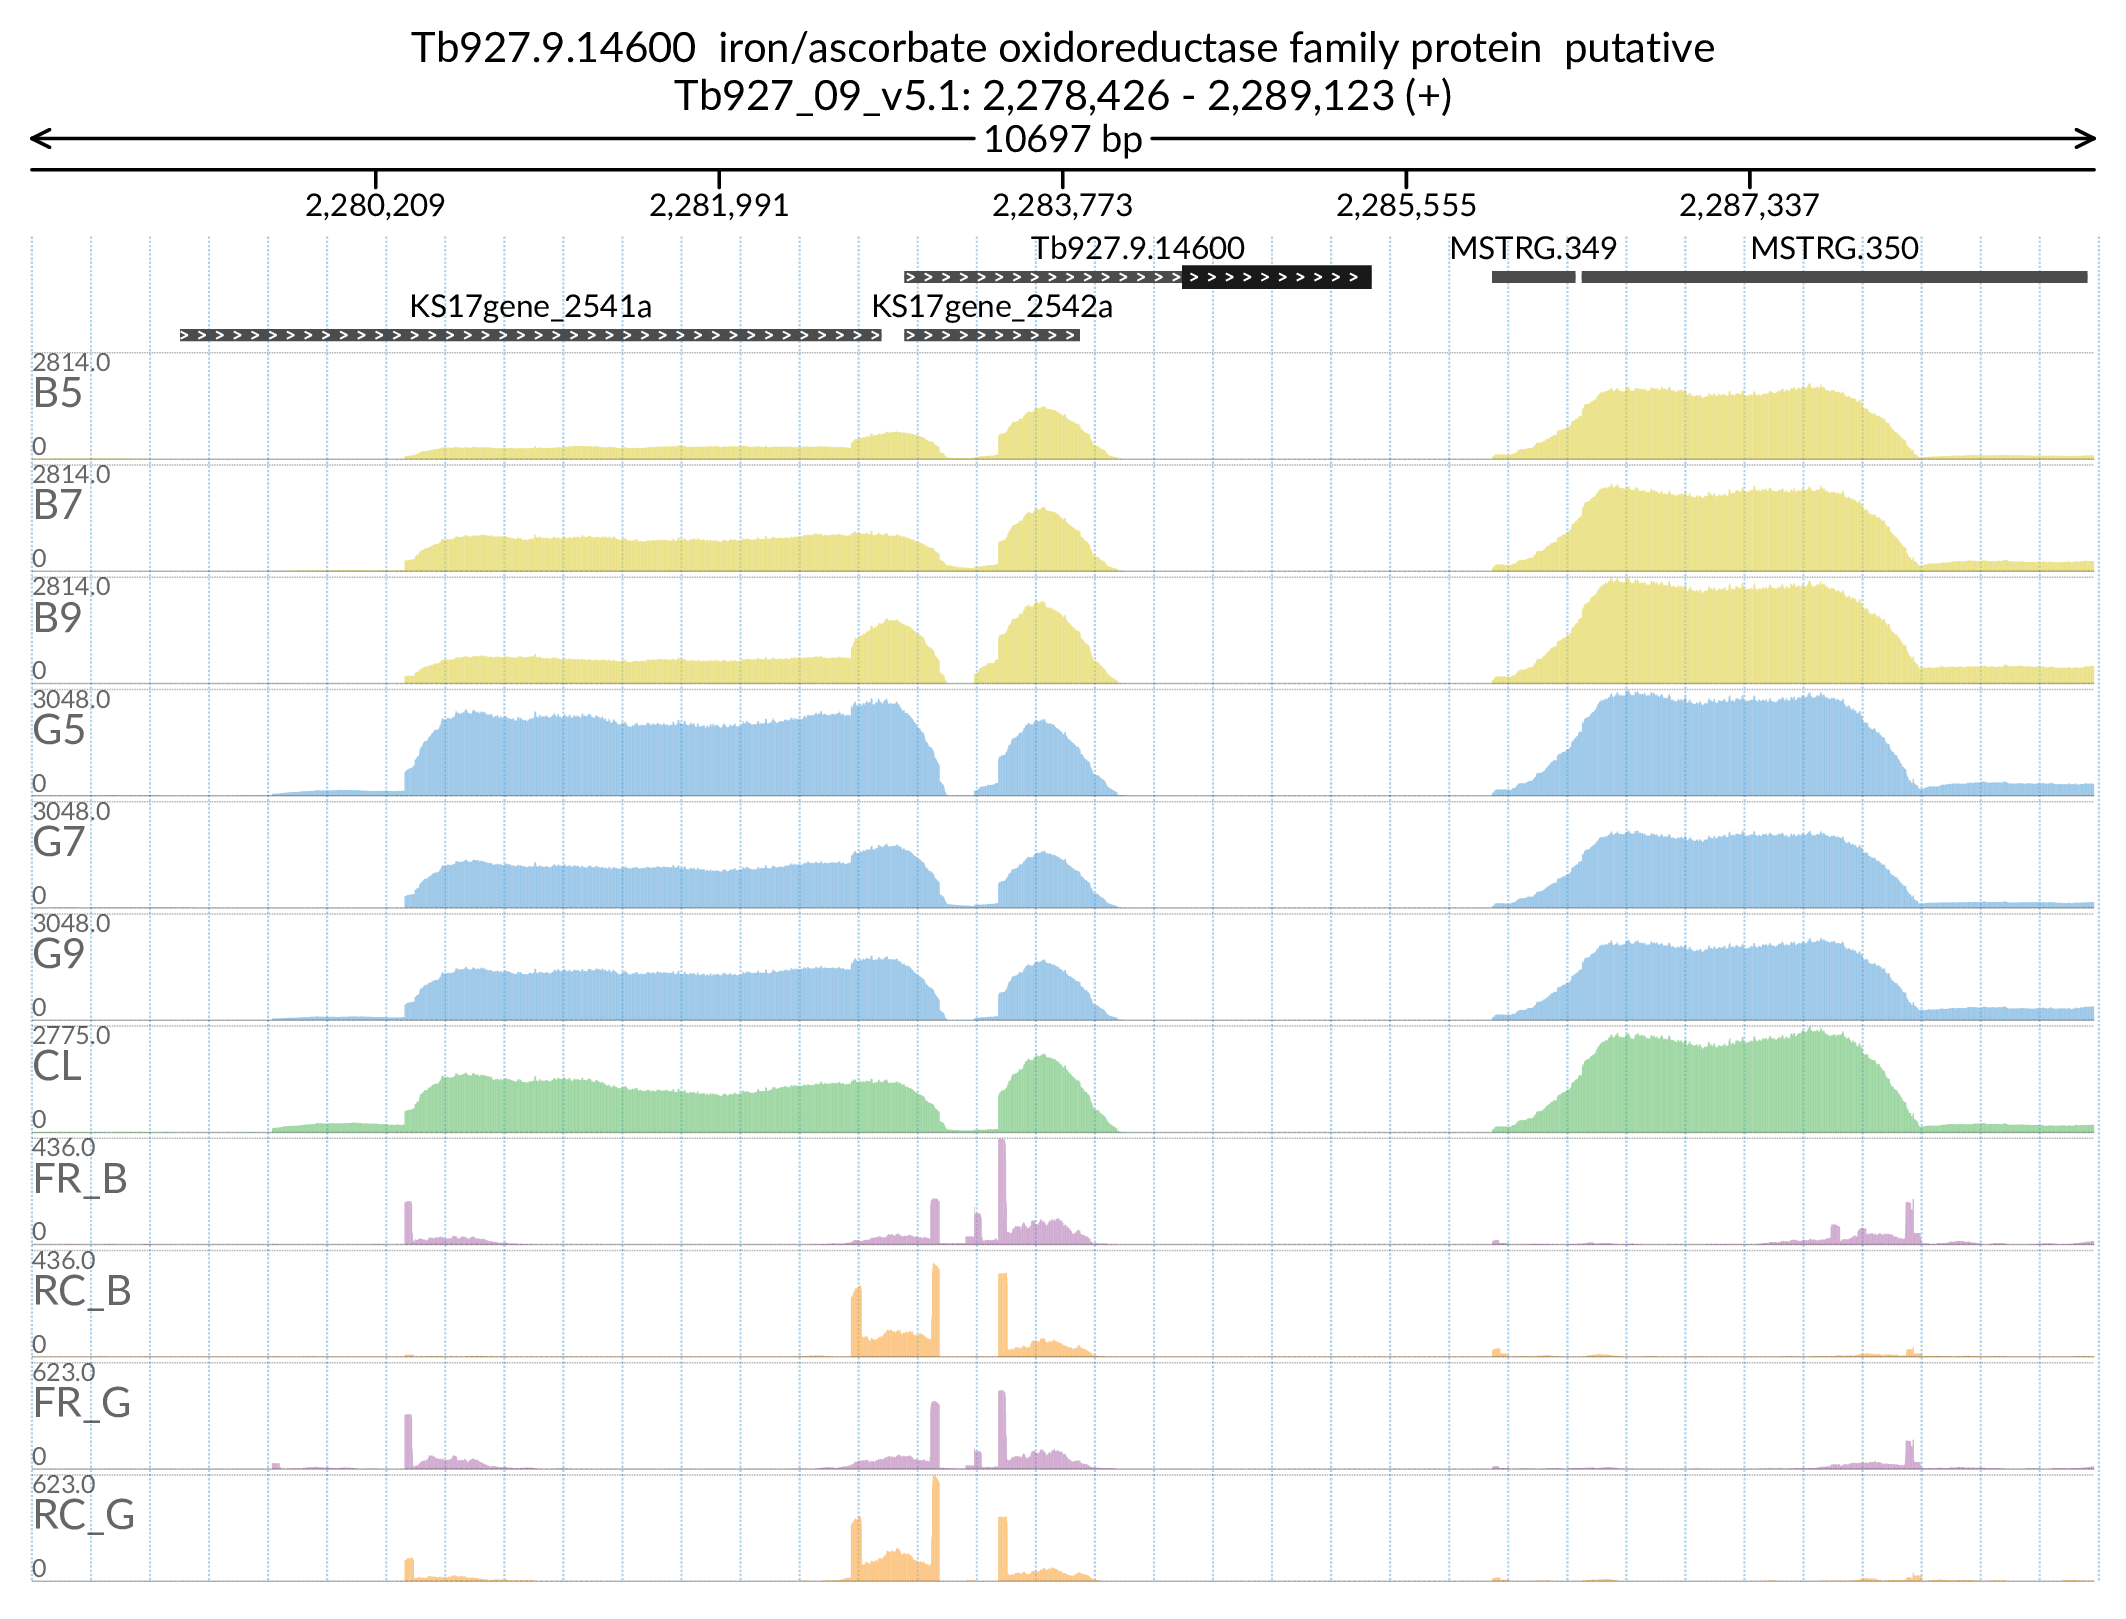 Tb927.9.14600  iron/ascorbate oxidoreductase family protein  putative
Tb927_09_v5.1: 2,278,426 - 2,289,123 (+)
10697 bp
2,280,209 2,281,991 2,283,773 2,285,555 2,287,337
Tb927.9.14600 MSTRG.349 MSTRG.350
KS17gene_2541a KS17gene_2542a
2814.0
B5
0
2814.0
B7
0
2814.0
B9
0
3048.0
G5
0
3048.0
G7
0
3048.0
G9
0
2775.0
CL
0
436.0
FR_B
0
436.0
RC_B
0
623.0
FR_G
0
623.0
RC_G
0